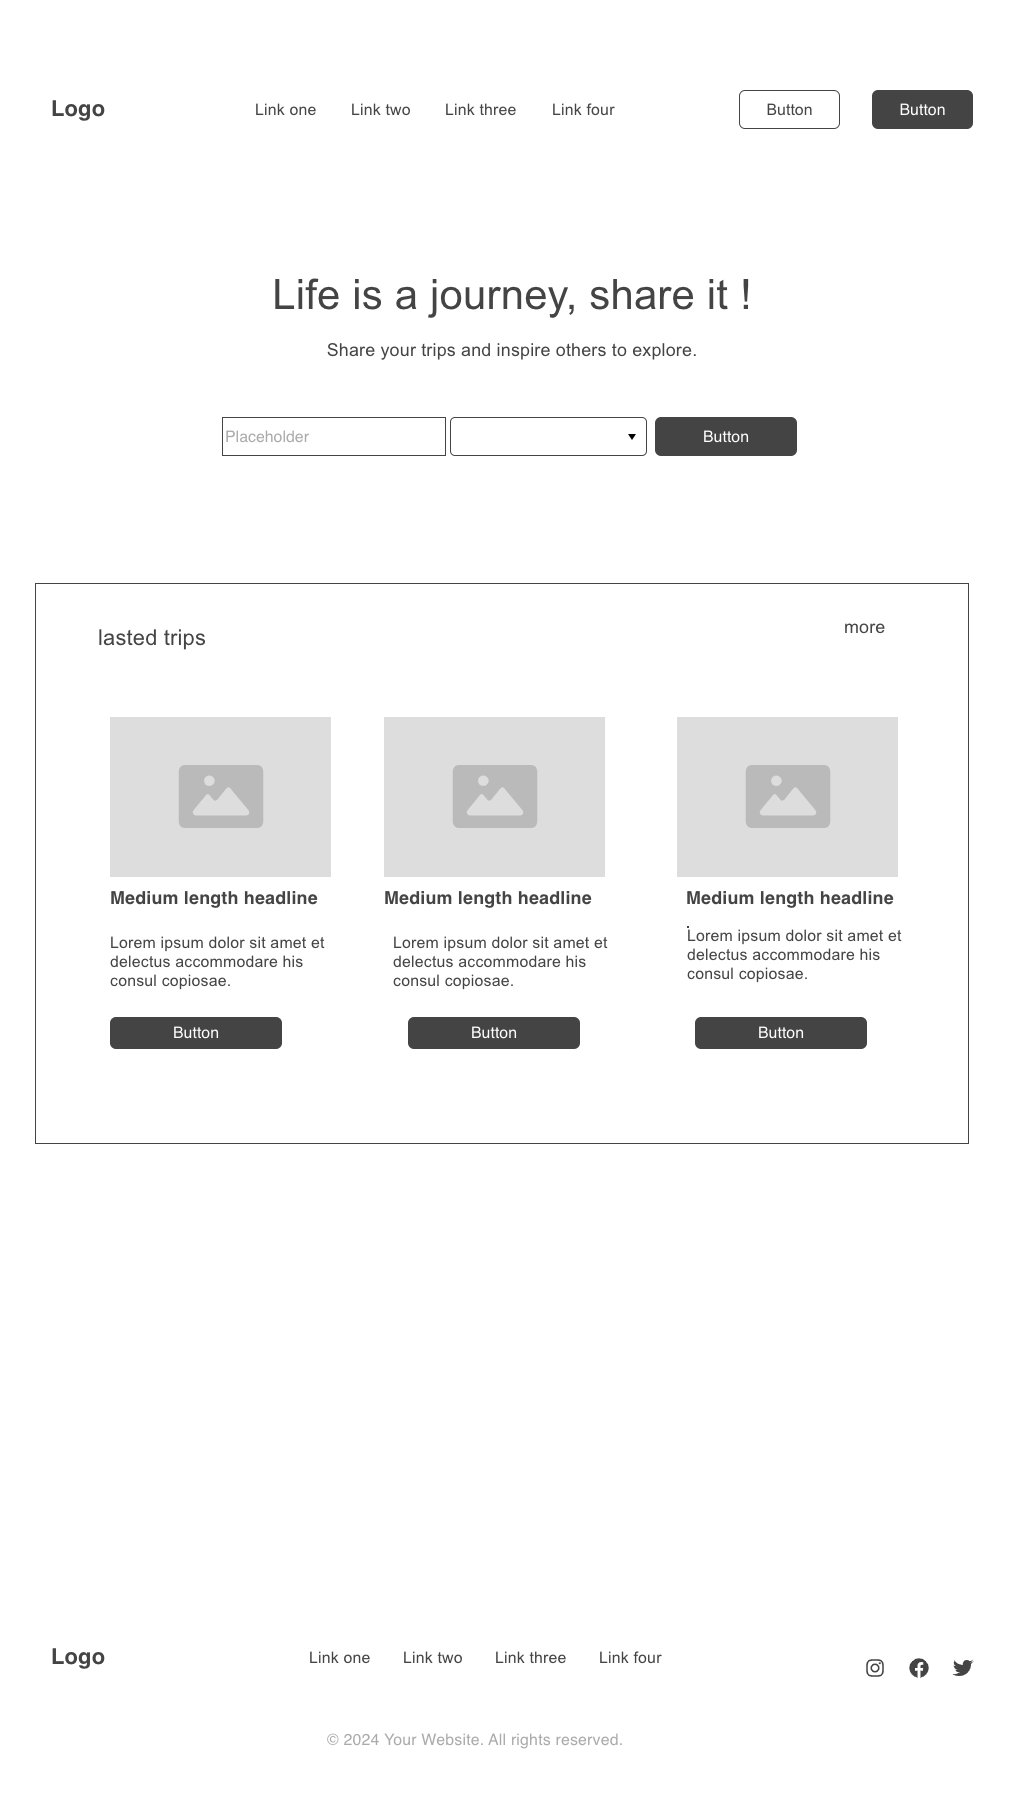 Logo
Link one
Link two
Link three
Link four
Button
Button
Life is a journey, share it !
Share your trips and inspire others to explore.
Placeholder
Button
lasted trips
more
Medium length headline
Lorem ipsum dolor sit amet et
delectus accommodare his
consul copiosae.
Button
Medium length headline
Lorem ipsum dolor sit amet et
delectus accommodare his
consul copiosae.
Button
Medium length headline
Lorem ipsum dolor sit amet et
delectus accommodare his
consul copiosae.
Button
Logo
Link one
Link two
Link three
Link four
© 2024 Your Website. All rights reserved.